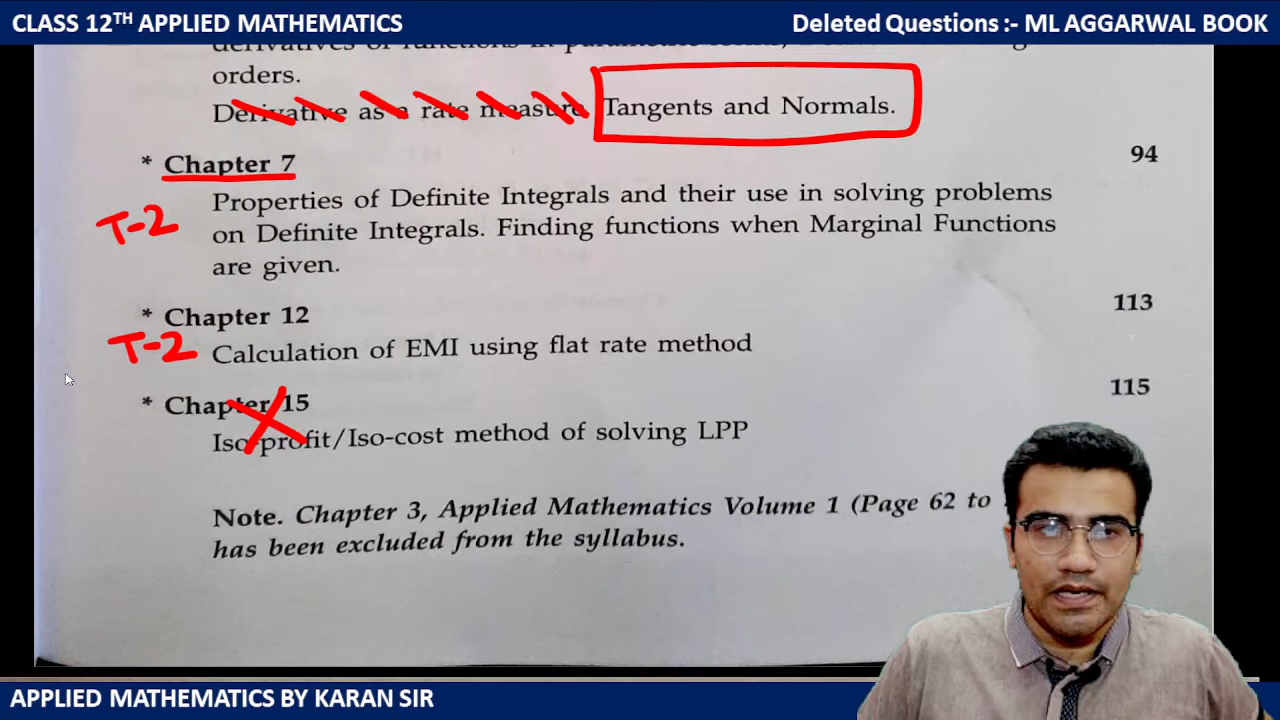 CLASS 12TH APPLIED MATHEMATICS
Deleted Questions :- ML AGGARWAL BOOK
derivatives of functions in
orders.
Derivative as a rate measure Tangents and Normals.
* Chapter 7 94
T-2
Properties of Definite Integrals and their use in solving problems
on Definite Integrals. Finding functions when Marginal Functions
are given.
* Chapter 12 113
T-2
Calculation of EMI using flat rate method
* Chapter 15 115
Iso-profit/Iso-cost method of solving LPP
Note. Chapter 3, Applied Mathematics Volume 1 (Page 62 to
has been excluded from the syllabus.
APPLIED MATHEMATICS BY KARAN SIR